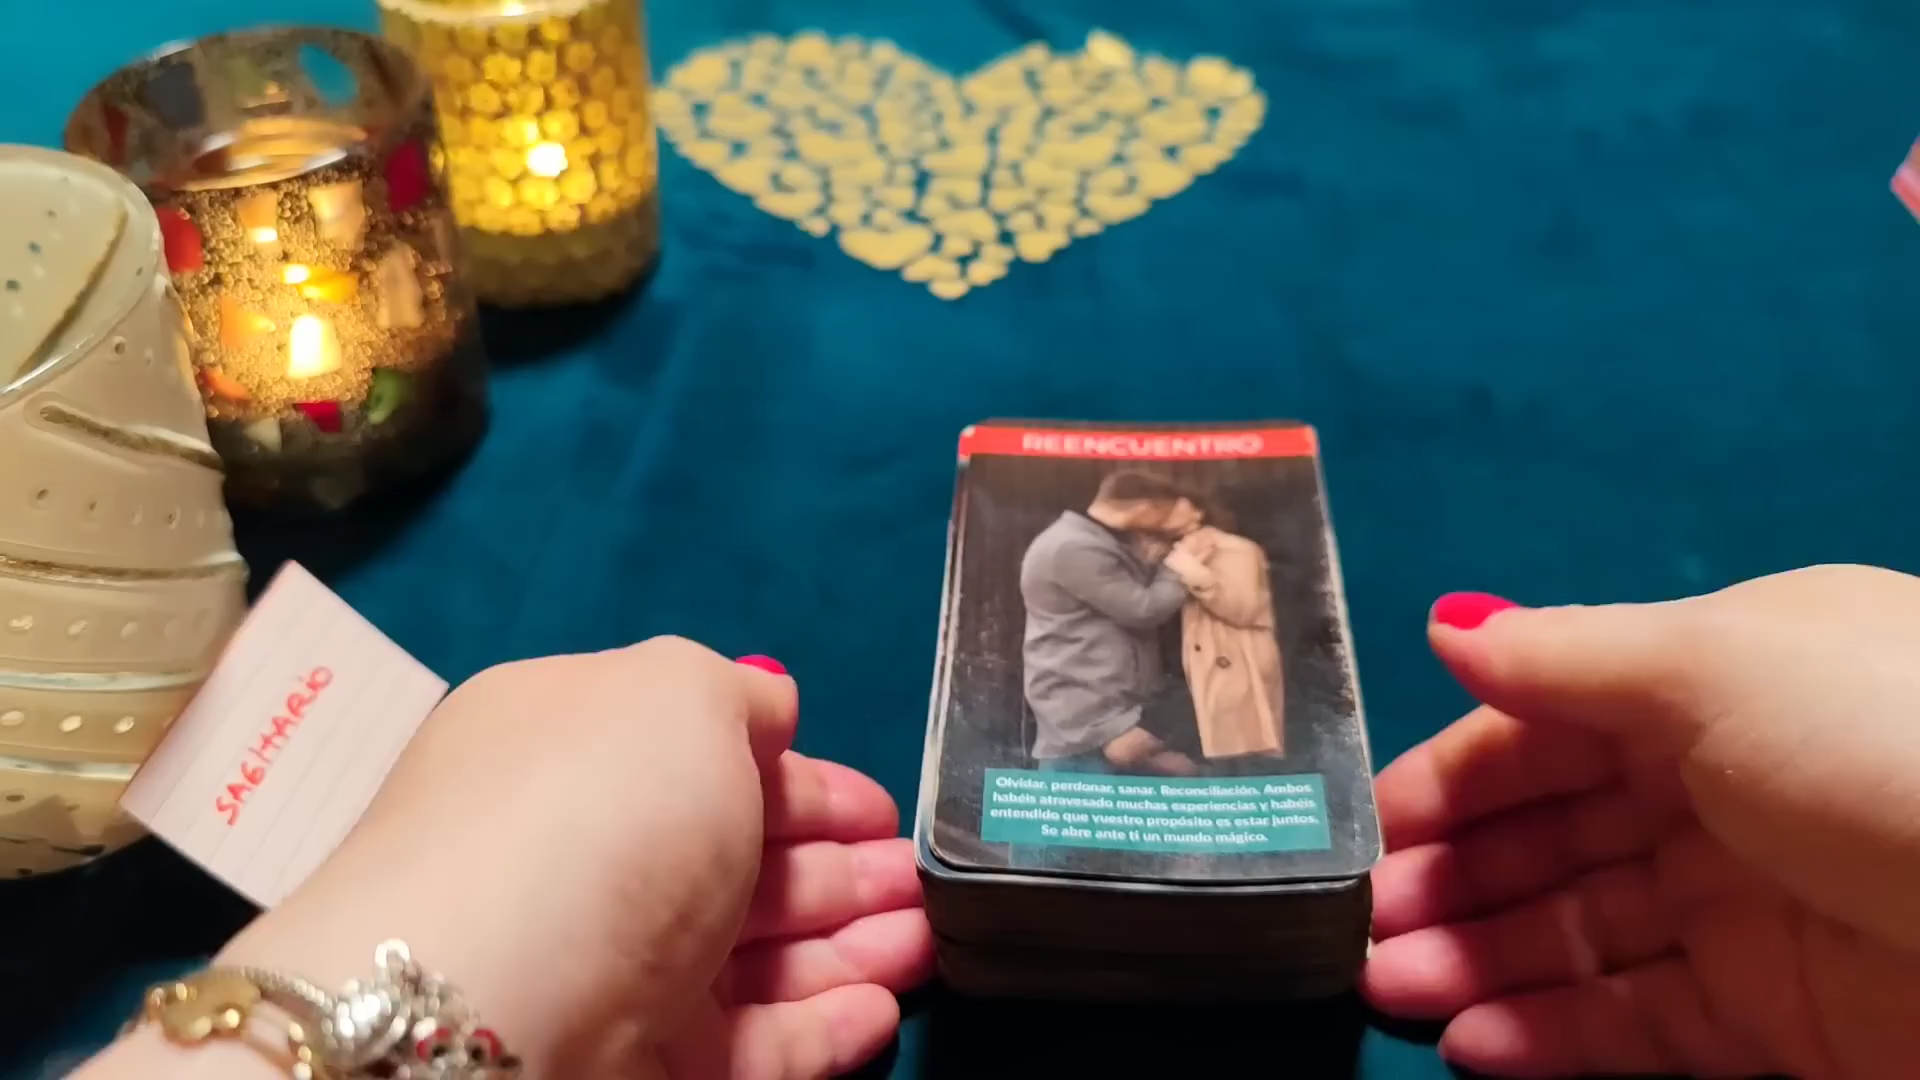 REENCUENTRO
SAGITARIO
Olvidar, perdonar, sanar. Reconciliación. Ambos
habéis atravesado muchas experiencias y habéis
entendido que vuestro propósito es estar juntos.
Se abre ante ti un mundo mágico.